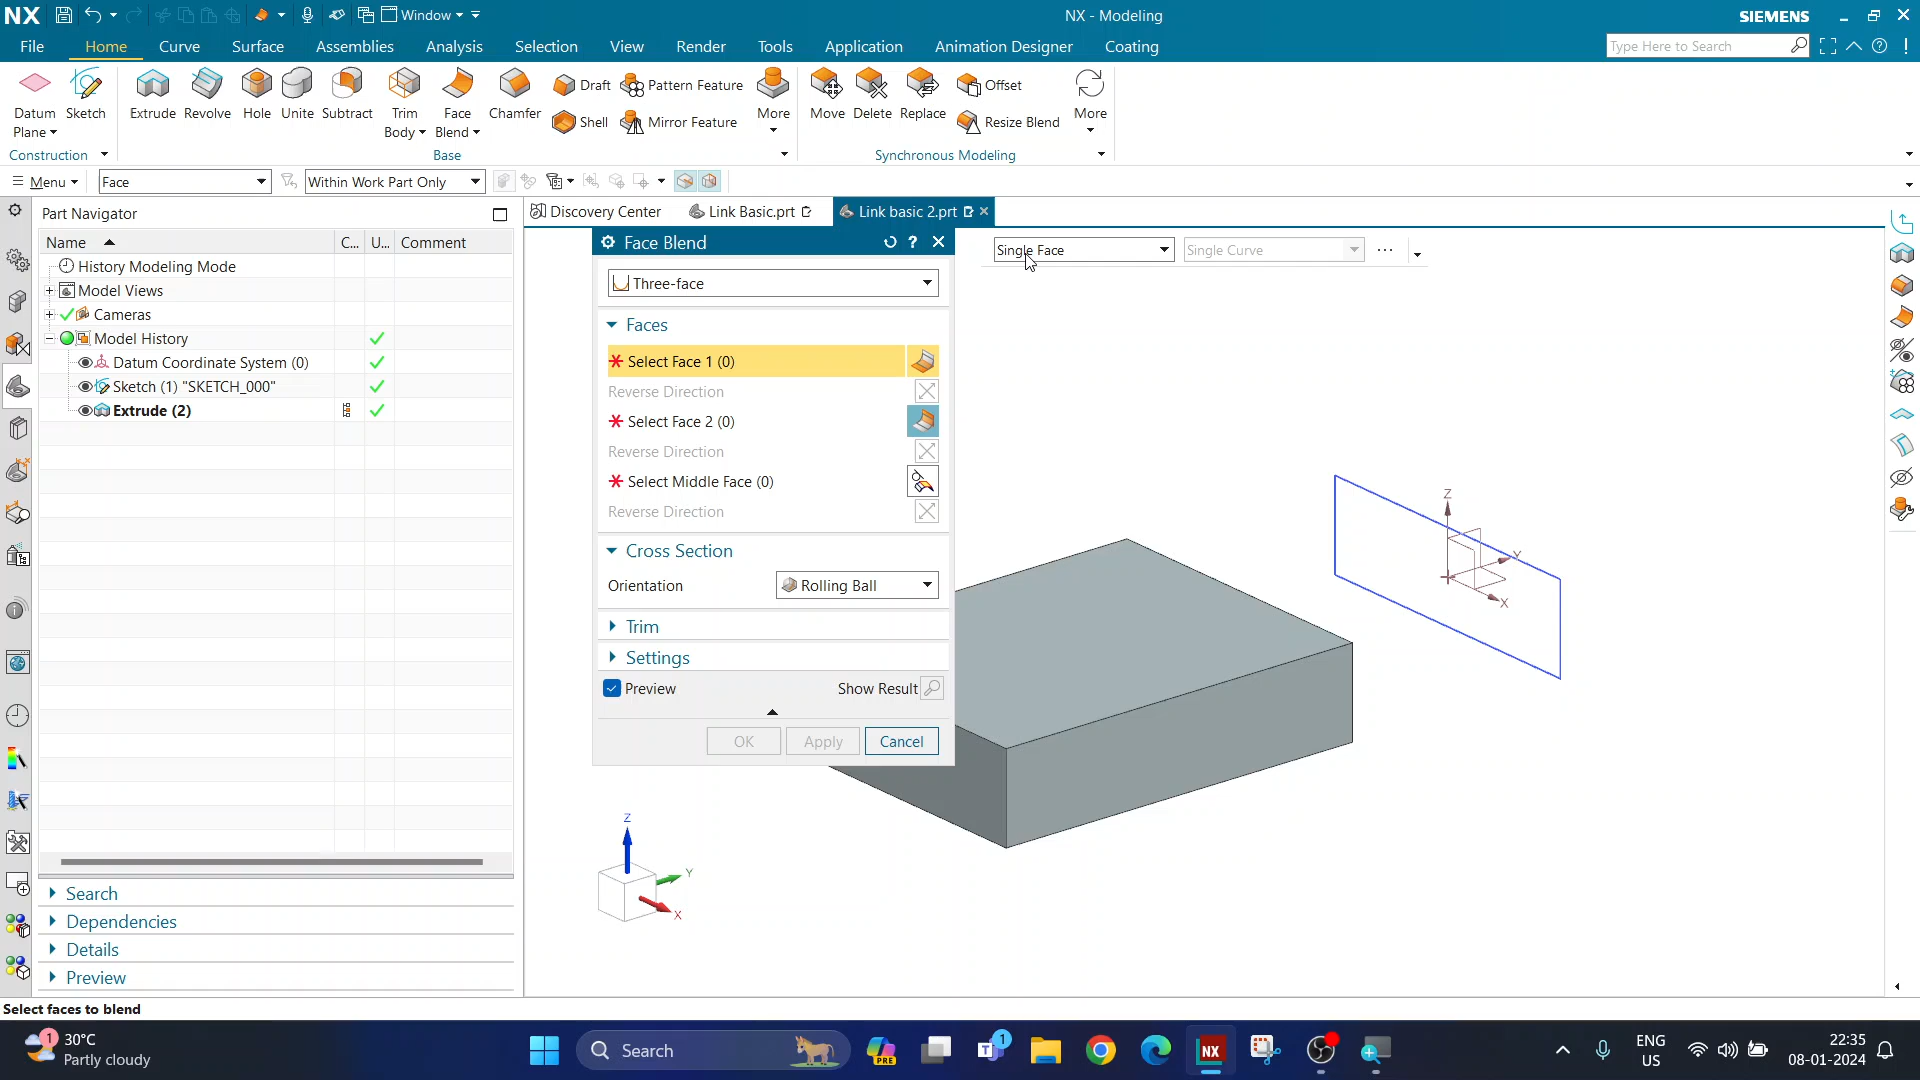 NX
Window
NX - Modeling
SIEMENS
File
Home
Curve
Surface
Assemblies
Analysis
Selection
View
Render
Tools
Application
Animation Designer
Coating
Type Here to Search
Datum Plane
Sketch
Extrude
Revolve
Hole
Unite
Subtract
Trim Body
Face Blend
Chamfer
Draft
Shell
Pattern Feature
Mirror Feature
More
Move
Delete
Replace
Offset
Resize Blend
More
Construction
Base
Synchronous Modeling
Menu
Face
Within Work Part Only
Part Navigator
Discovery Center
Link Basic.prt
Link basic 2.prt
Name
C...
U...
Comment
History Modeling Mode
Model Views
Cameras
Model History
Datum Coordinate System (0)
Sketch (1) "SKETCH_000"
Extrude (2)
Search
Dependencies
Details
Preview
Face Blend
Three-face
Faces
* Select Face 1 (0)
Reverse Direction
* Select Face 2 (0)
Reverse Direction
* Select Middle Face (0)
Reverse Direction
Cross Section
Orientation
Rolling Ball
Trim
Settings
Preview
Show Result
OK
Apply
Cancel
Single Face
Single Curve
Z
Y
X
Z
Y
X
Select faces to blend
1
30°C
Partly cloudy
Search
PRE
1
NX
ENG
US
22:35
08-01-2024